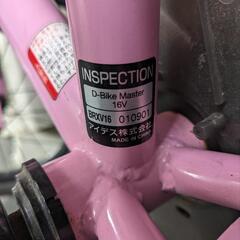 INSPECTION
D-Bike Master
16V
BRXV16 010901
アイデス株式会社
MADE IN CHINA